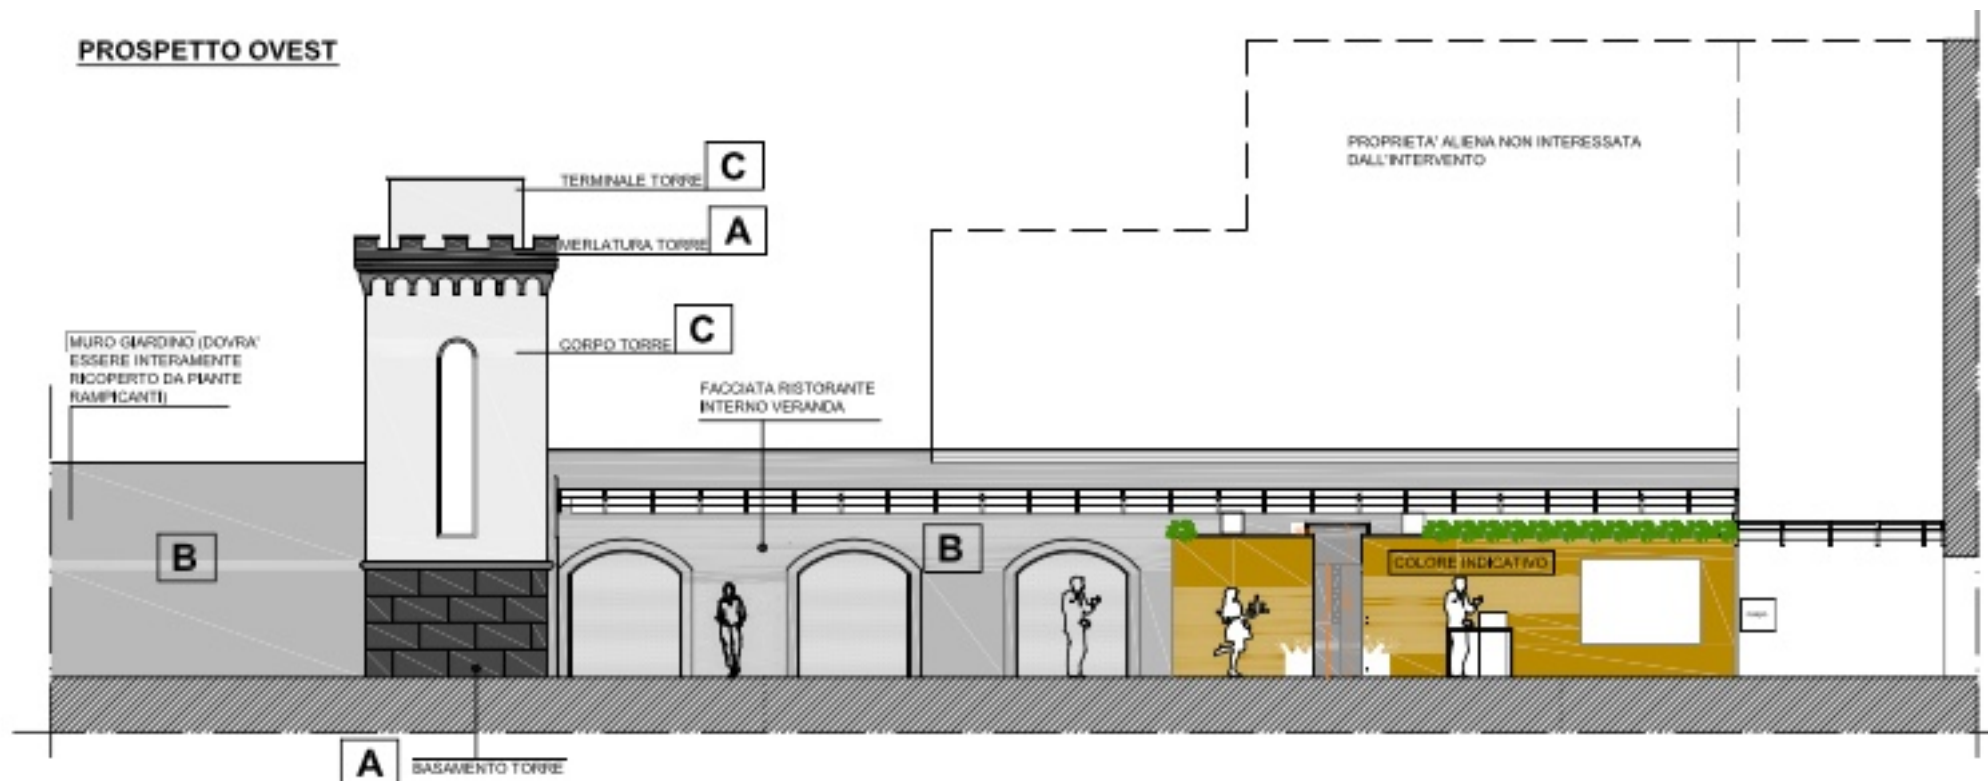 PROSPETTO OVEST
PROPRIETA' ALIENA NON INTERESSATA
DALL'INTERVENTO
TERMINALE TORRE
C
MERLATURA TORRE
A
CORPO TORRE
C
MURO GIARDINO (DOVRA'
ESSERE INTERAMENTE
RICOPERTO DA PIANTE
RAMPICANTI)
FACCIATA RISTORANTE
INTERNO VERANDA
B
B
COLORE INDICATIVO
A
BASAMENTO TORRE